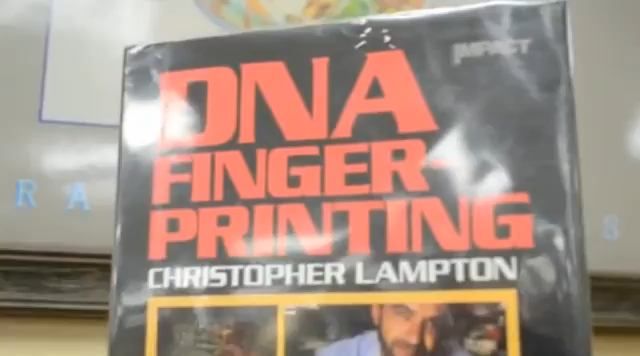 IMPACT
DNA
FINGER-
PRINTING
CHRISTOPHER LAMPTON
R A
S